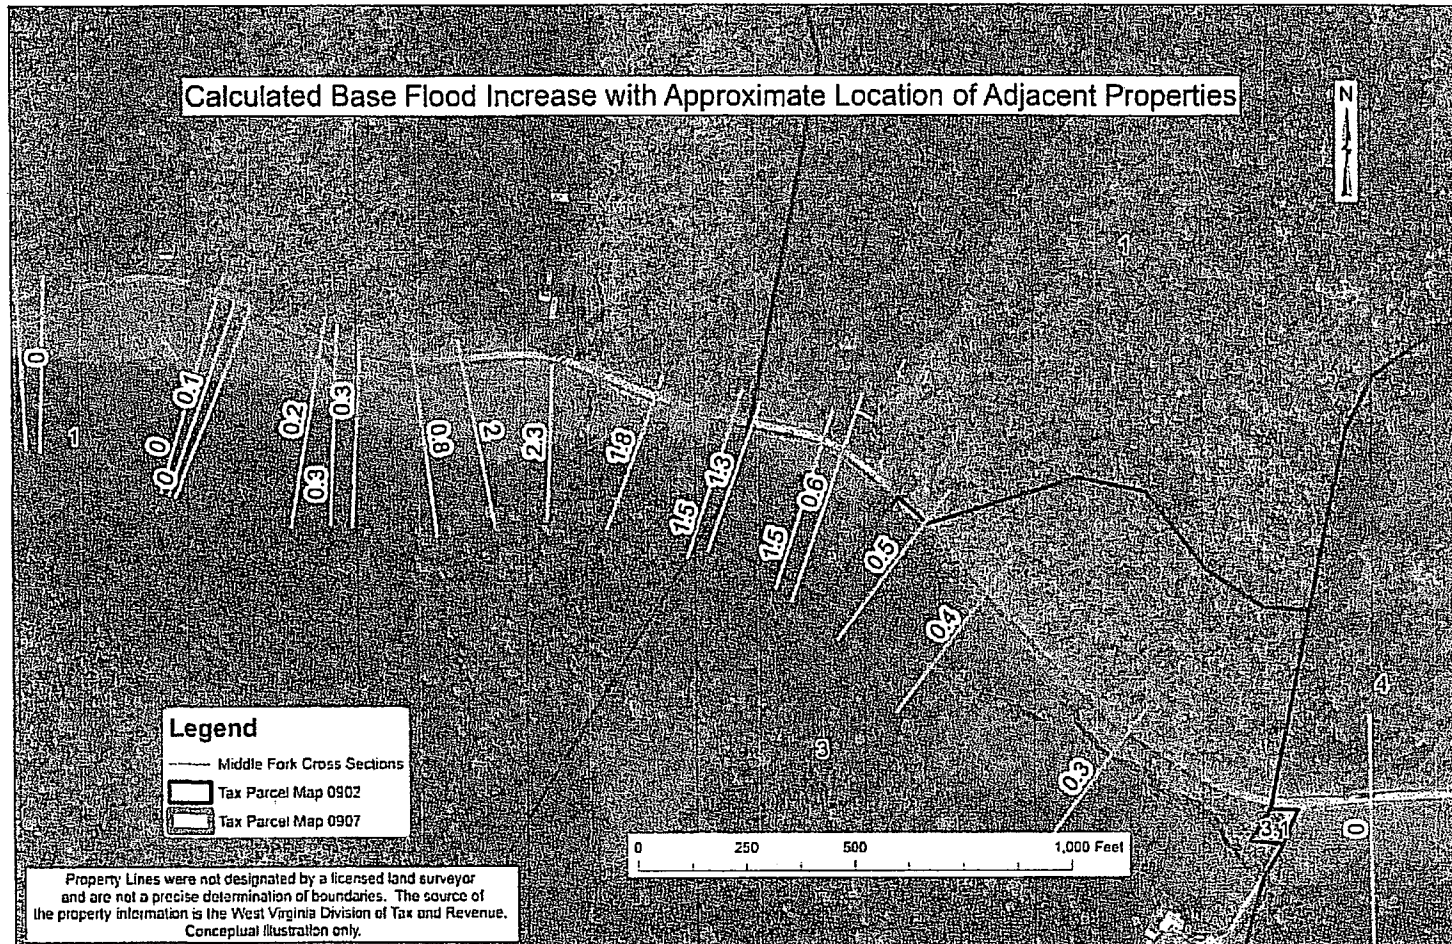 Calculated Base Flood Increase with Approximate Location of Adjacent Properties
N
1
0
0.1
0
0
1
0.2
0.3
0.3
0.8
2
2.3
1.8
1.5
1.3
1.5
0.6
0.5
0.4
0.3
3
4
3.1
0
Legend
Middle Fork Cross Sections
Tax Parcel Map 0902
Tax Parcel Map 0907
0 250 500 1,000 Feet
Property Lines were not designated by a licensed land surveyor
and are not a precise determination of boundaries. The source of
the property information is the West Virginia Division of Tax and Revenue.
Conceptual illustration only.